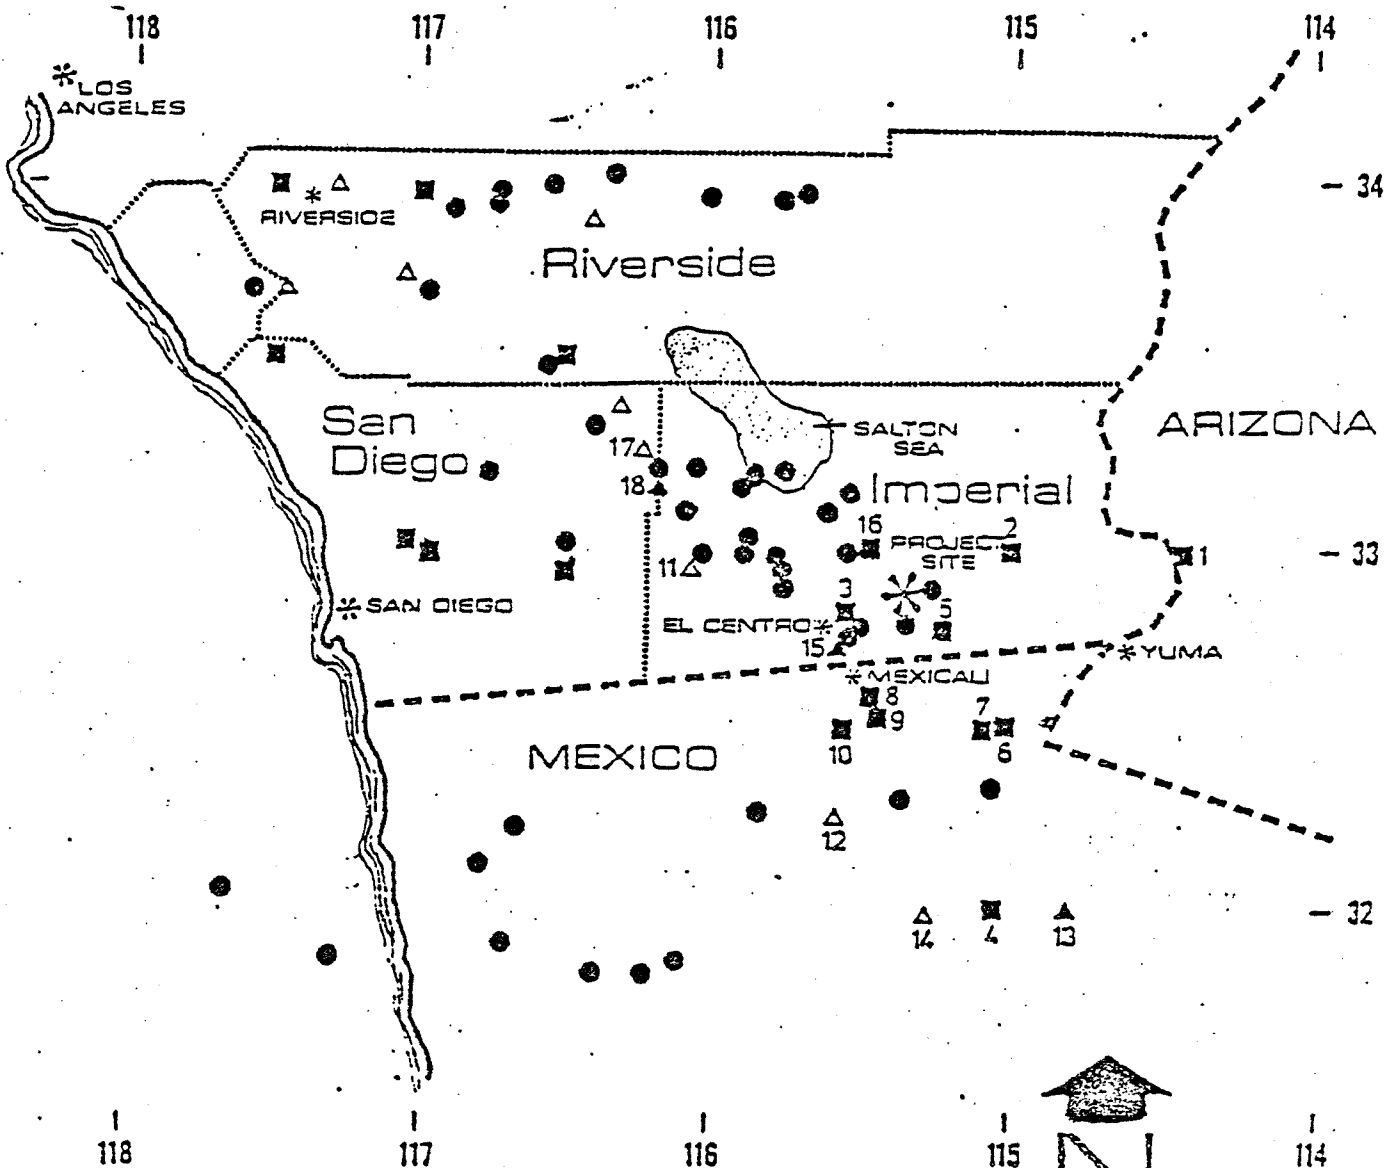 118 117 116 115 114
LOS
ANGELES
34
RIVERSIDE
Riverside
San
Diego
SALTON
SEA
ARIZONA
17
18
Imperial
16
PROJECT
SITE
2
1
33
11
3
5
SAN DIEGO
EL CENTRO
15
YUMA
MEXICALI
8
9
7
10
6
MEXICO
12
32
14
4
13
118 117 116 115 114
N